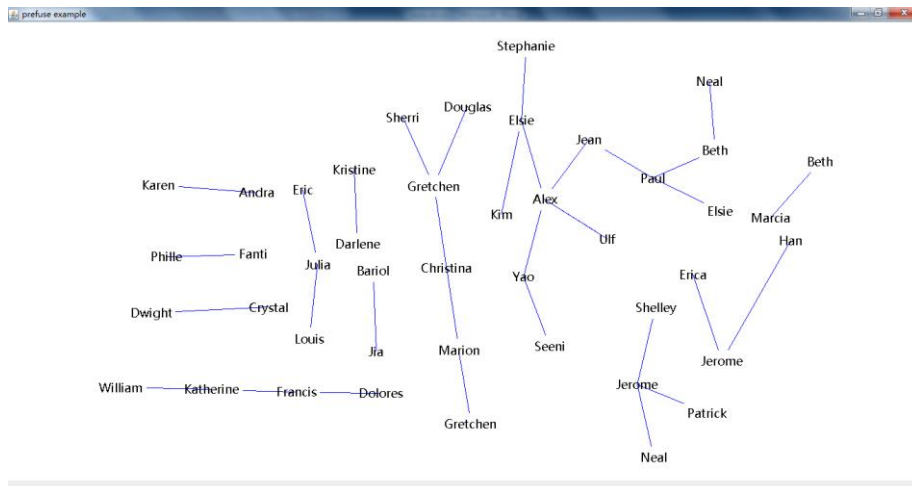 prefuse example
Stephanie
Neal
Sherri
Douglas
Elsie
Jean
Beth
Beth
Kristine
Paul
Karen
Andra
Eric
Gretchen
Alex
Elsie
Kim
Marcia
Ulf
Han
Darlene
Phille
Fanti
Julia
Bariol
Christina
Yao
Erica
Dwight
Crystal
Shelley
Louis
Jia
Marion
Seeni
Jerome
William
Katherine
Francis
Dolores
Jerome
Patrick
Gretchen
Neal